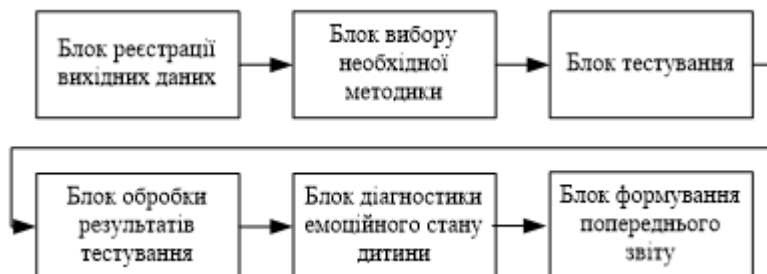 Блок реєстрації
вихідних даних
Блок вибору
необхідної
методики
Блок тестування
Блок обробки
результатів
тестування
Блок діагностики
емоційного стану
дитини
Блок формування
попереднього
звіту